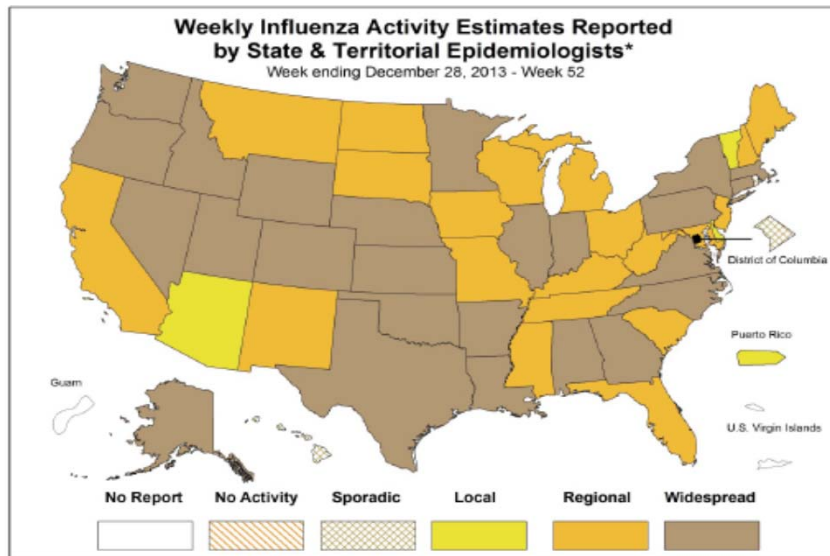 Weekly Influenza Activity Estimates Reported
by State & Territorial Epidemiologists*
Week ending December 28, 2013 - Week 52
District of Columbia
Puerto Rico
Guam
U.S. Virgin Islands
No Report No Activity Sporadic Local Regional Widespread